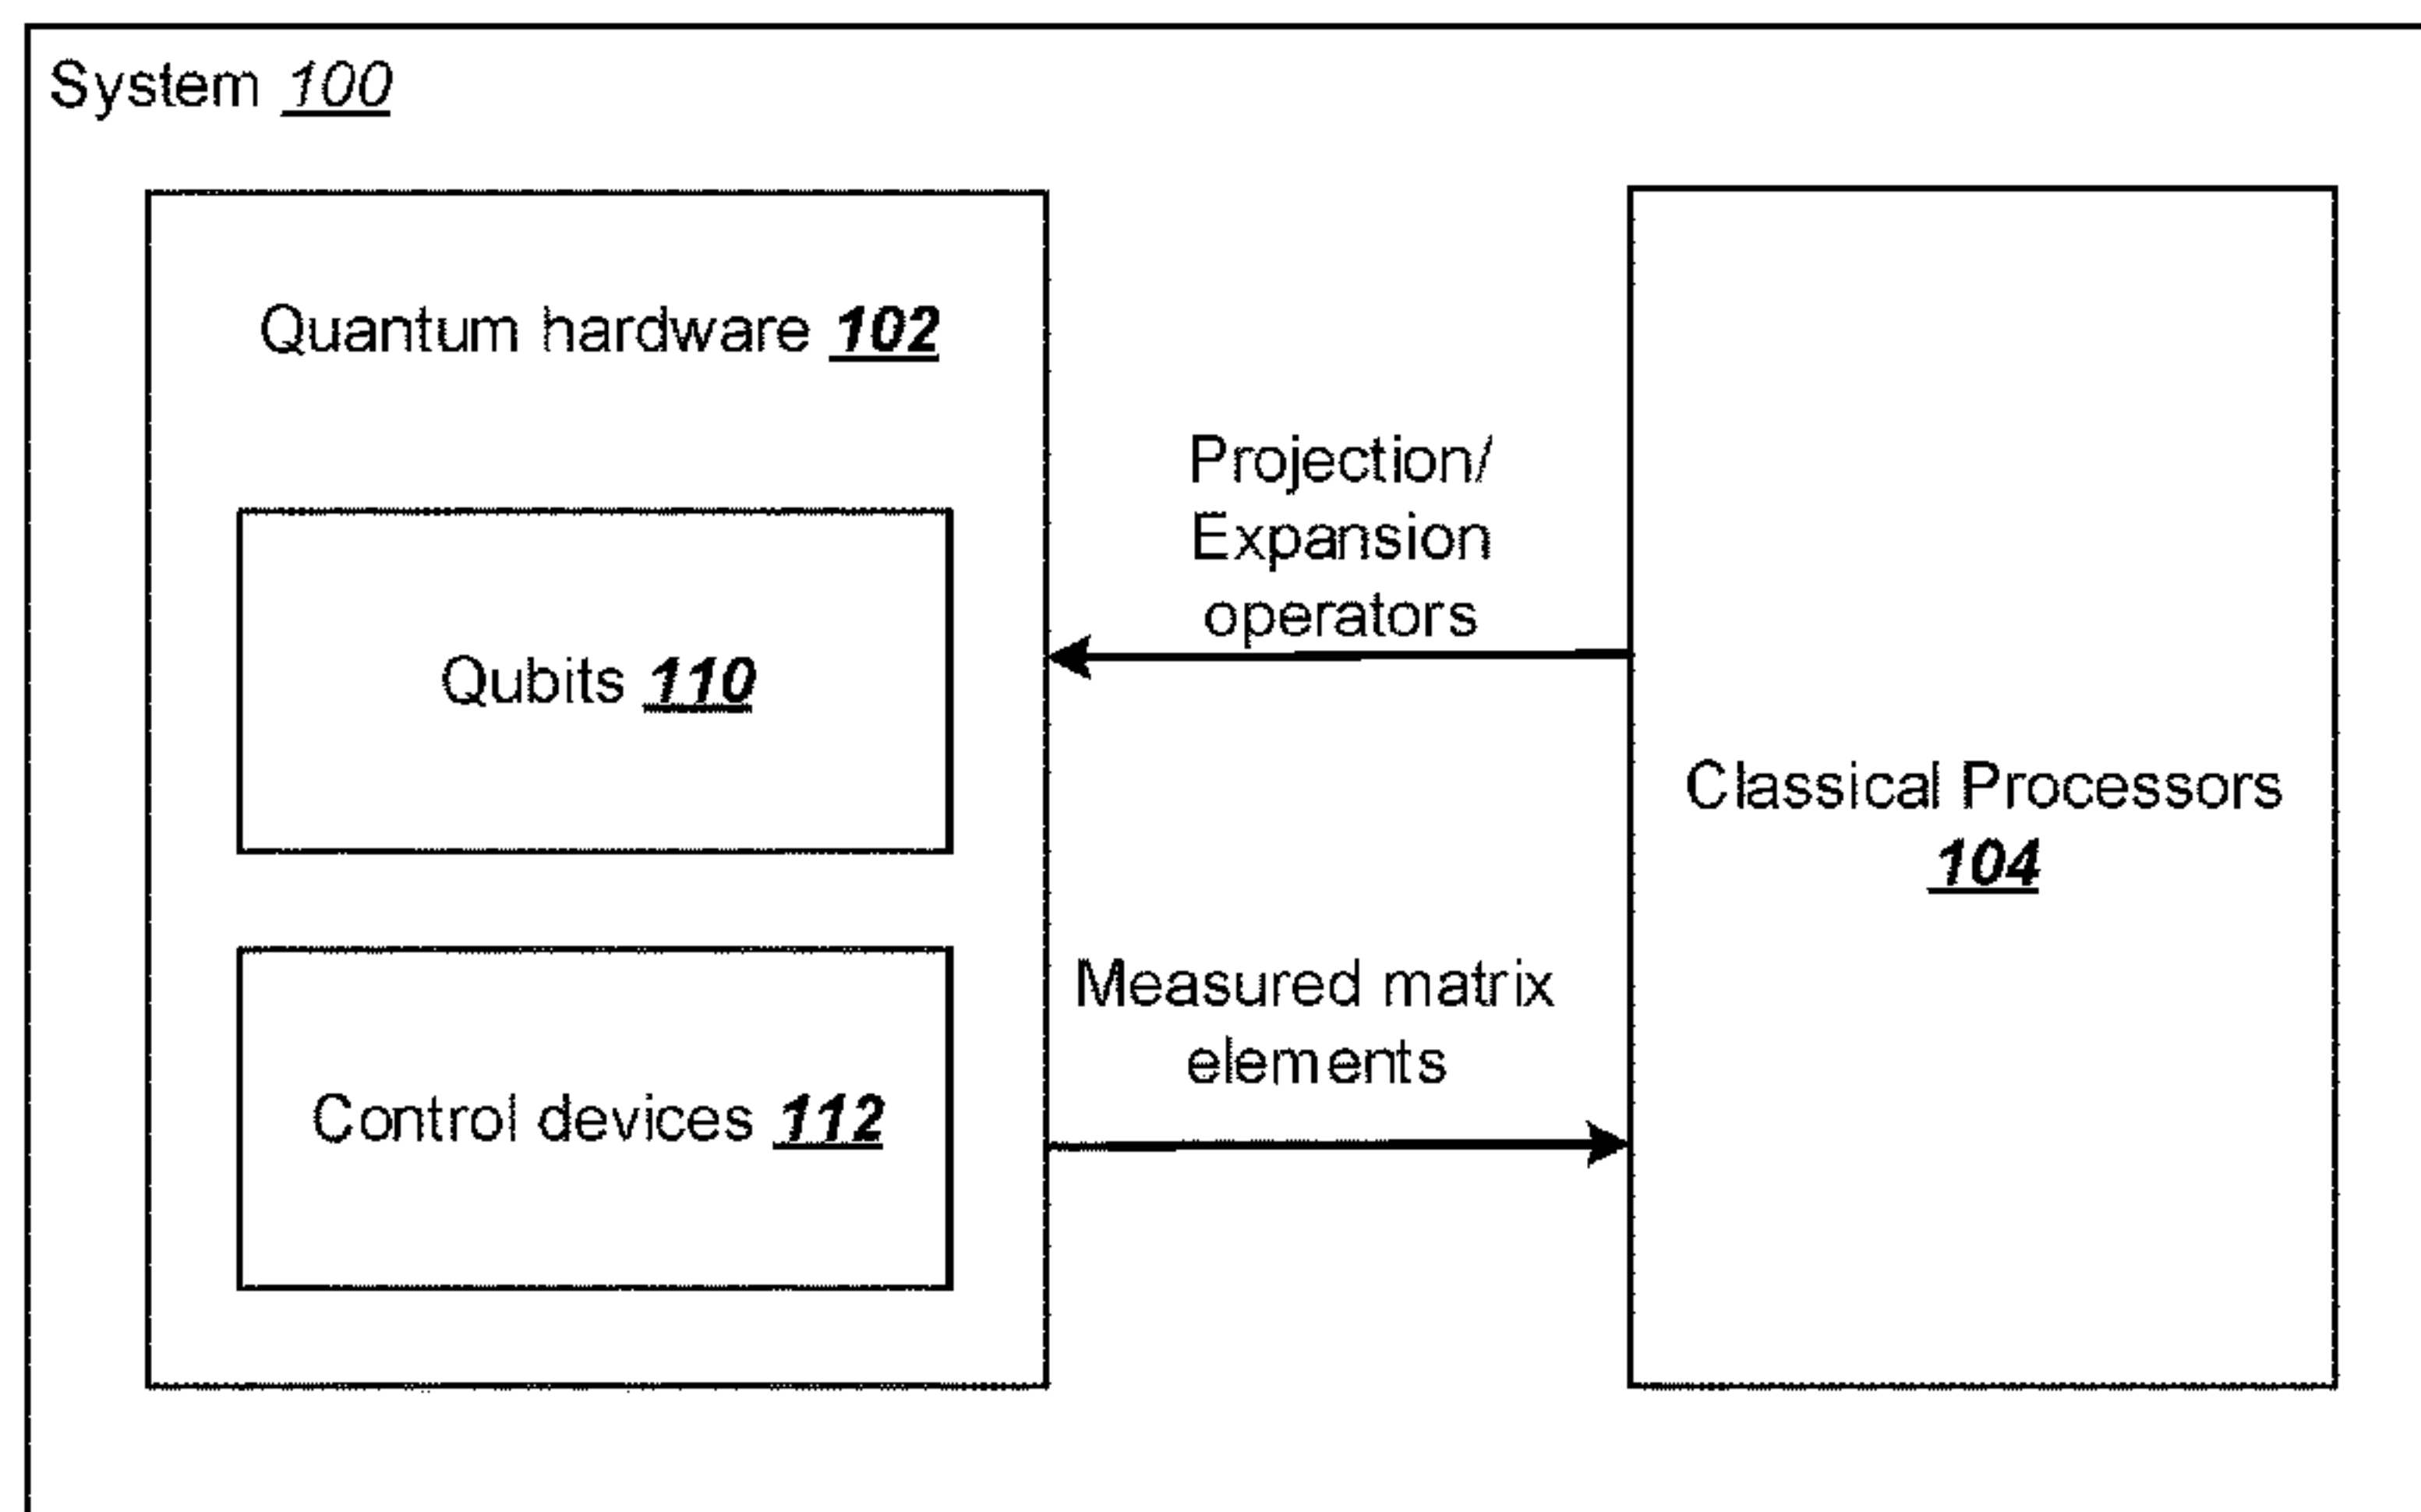 System 100
Quantum hardware 102
Qubits 110
Control devices 112
Projection/
Expansion
operators
Measured matrix
elements
Classical Processors
104